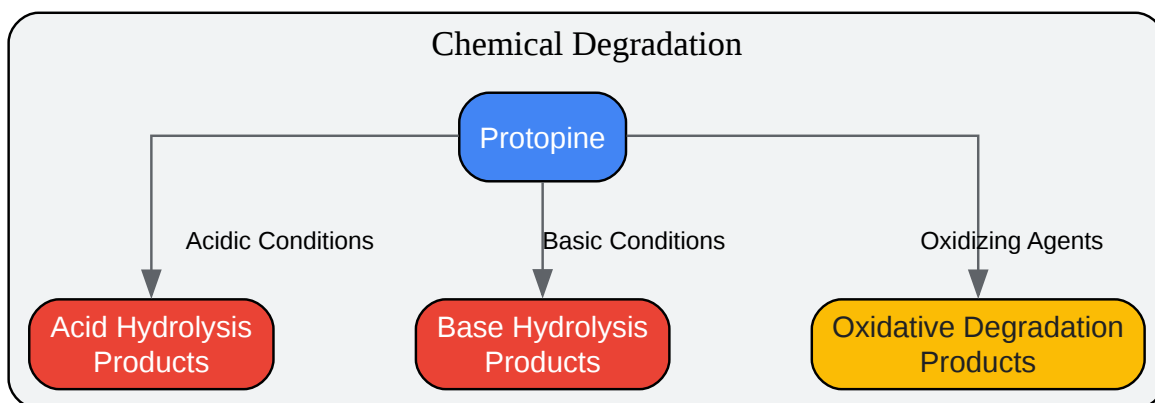 Chemical Degradation
Protopine
Acidic Conditions
Basic Conditions
Oxidizing Agents
Acid Hydrolysis
Products
Base Hydrolysis
Products
Oxidative Degradation
Products